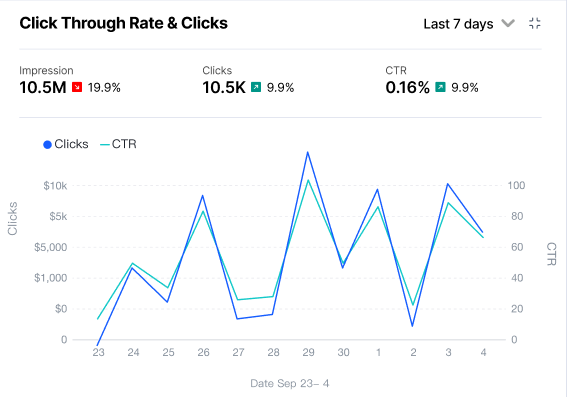 Click Through Rate & Clicks
Last 7 days
Impression
10.5M 19.9%
Clicks
10.5K 9.9%
CTR
0.16% 9.9%
Clicks CTR
Clicks
$10k
$5k
$5,000
$1,000
$0
0
100
80
60
40
20
0
CTR
23 24 25 26 27 28 29 30 1 2 3 4
Date Sep 23– 4